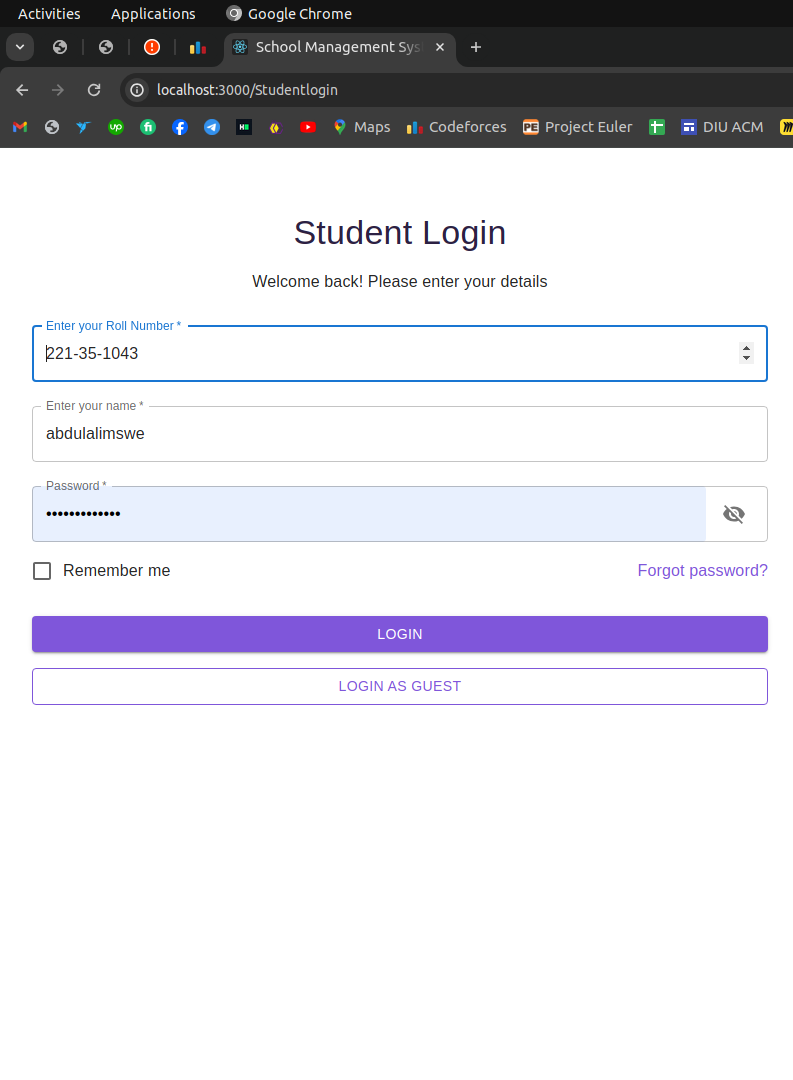 Activities Applications Google Chrome
School Management Sys
localhost:3000/Studentlogin
Maps Codeforces PE Project Euler DIU ACM
Student Login
Welcome back! Please enter your details
Enter your Roll Number *
221-35-1043
Enter your name *
abdulalimswe
Password *
•••••••••••••
Remember me Forgot password?
LOGIN
LOGIN AS GUEST